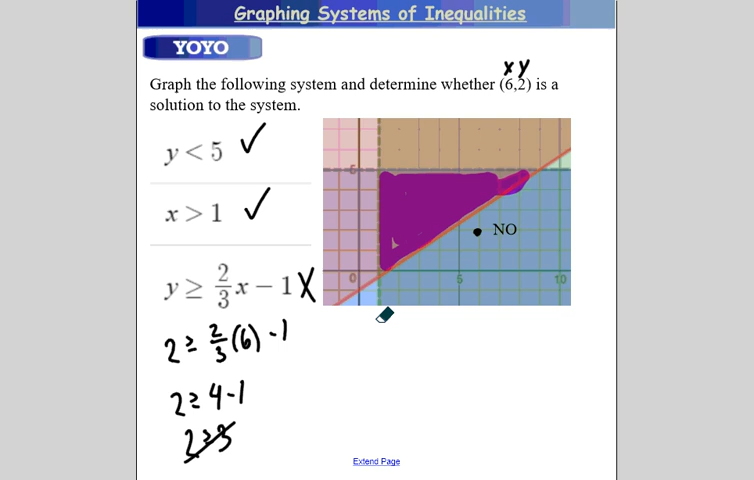 Graphing Systems of Inequalities
YOYO
x y
Graph the following system and determine whether (6,2) is a
solution to the system.
y < 5 ✓
x > 1 ✓
y ≥ 2/3 x − 1 X
2 ≥ 2/3 (6) - 1
2 ≥ 4 - 1
2 ≥ 3
5
NO
0 5 10
Extend Page